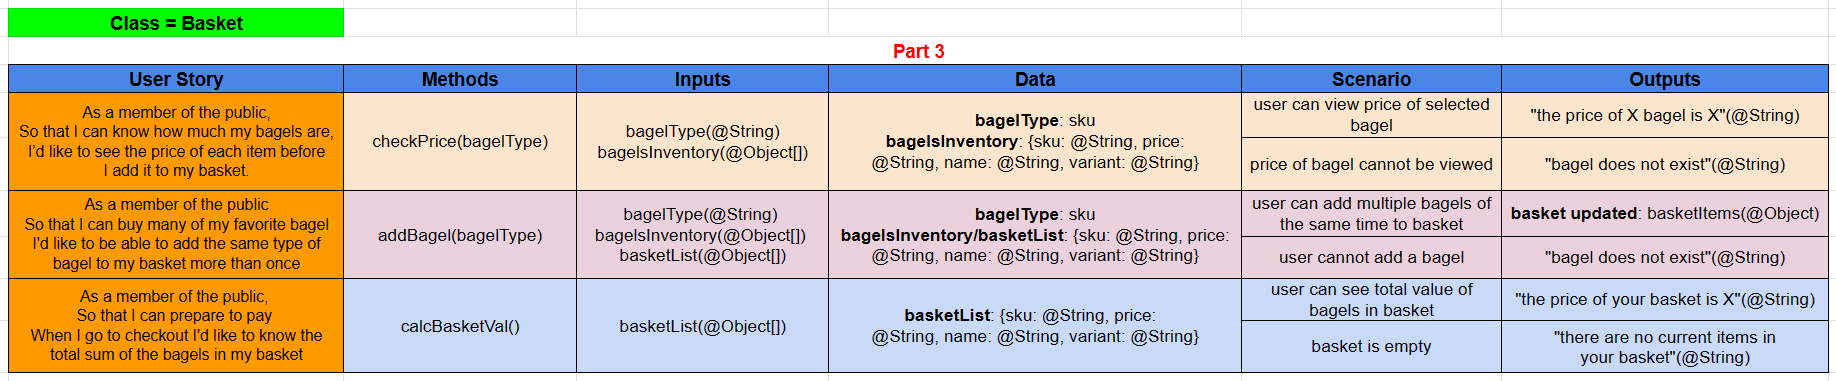 Class = Basket
Part 3
User Story
Methods
Inputs
Data
Scenario
Outputs
As a member of the public,
So that I can know how much my bagels are,
I'd like to see the price of each item before
I add it to my basket.
checkPrice(bagelType)
bagelType(@String)
bagelsInventory(@Object[])
bagelType: sku
bagelsInventory: {sku: @String, price:
@String, name: @String, variant: @String}
user can view price of selected
bagel
"the price of X bagel is X"(@String)
price of bagel cannot be viewed
"bagel does not exist"(@String)
As a member of the public
So that I can buy many of my favorite bagel
I'd like to be able to add the same type of
bagel to my basket more than once
addBagel(bagelType)
bagelType(@String)
bagelsInventory(@Object[])
basketList(@Object[])
bagelType: sku
bagelsInventory/basketList: {sku: @String, price:
@String, name: @String, variant: @String}
user can add multiple bagels of
the same time to basket
basket updated: basketItems(@Object)
user cannot add a bagel
"bagel does not exist"(@String)
As a member of the public,
So that I can prepare to pay
When I go to checkout I'd like to know the
total sum of the bagels in my basket
calcBasketVal()
basketList(@Object[])
basketList: {sku: @String, price:
@String, name: @String, variant: @String}
user can see total value of
bagels in basket
"the price of your basket is X"(@String)
basket is empty
"there are no current items in
your basket"(@String)